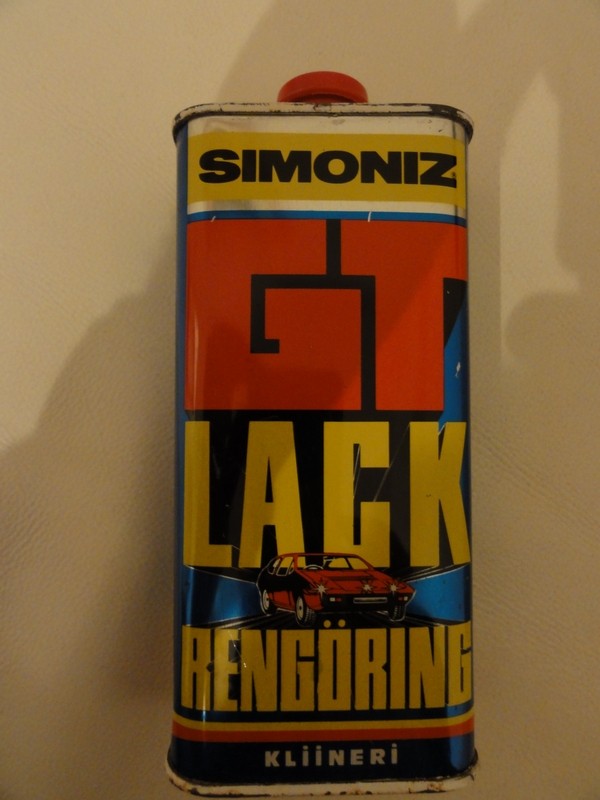 SIMONIZ
GT
LACK
RENGÖRING
KLIINERI